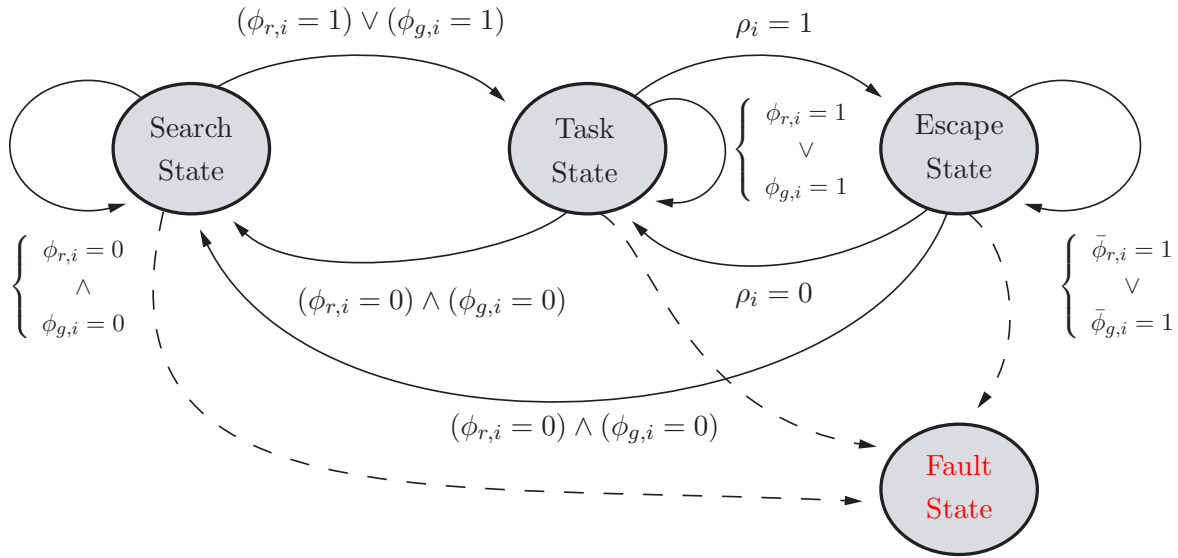 (ϕ_{r,i} = 1) ∨ (ϕ_{g,i} = 1)
ρ_i = 1
Search
State
Task
State
{ ϕ_{r,i} = 1
∨
ϕ_{g,i} = 1
Escape
State
{ ϕ_{r,i} = 0
∧
ϕ_{g,i} = 0
(ϕ_{r,i} = 0) ∧ (ϕ_{g,i} = 0)
ρ_i = 0
{ ϕ̄_{r,i} = 1
∨
ϕ̄_{g,i} = 1
(ϕ_{r,i} = 0) ∧ (ϕ_{g,i} = 0)
Fault
State